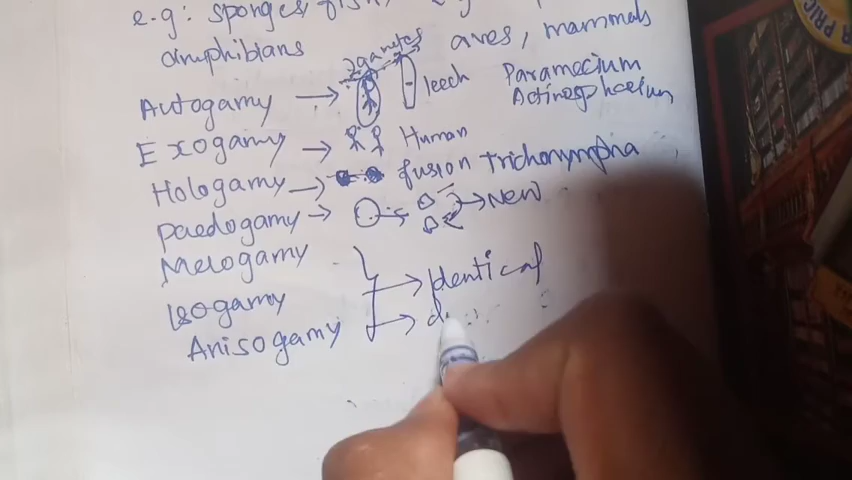 e.g: sponges, fish,
amphibians aves, mammals
2gametes
Autogamy → leech Paramecium
Actinosphaerium
Exogamy → Human
Hologamy → fusion Trichonympha
Paedogamy → → New
Merogamy
Isogamy → Identical
Anisogamy →